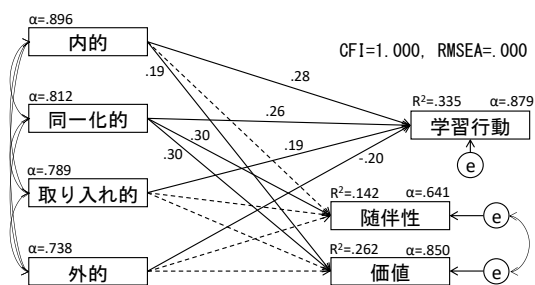 α=.896
内的
CFI=1.000, RMSEA=.000
.19
.28
α=.812
同一化的
.26
R²=.335 α=.879
学習行動
.30
.30
.19
-.20
e
α=.789
取り入れ的
R²=.142 α=.641
随伴性
e
α=.738
外的
R²=.262 α=.850
価値
e